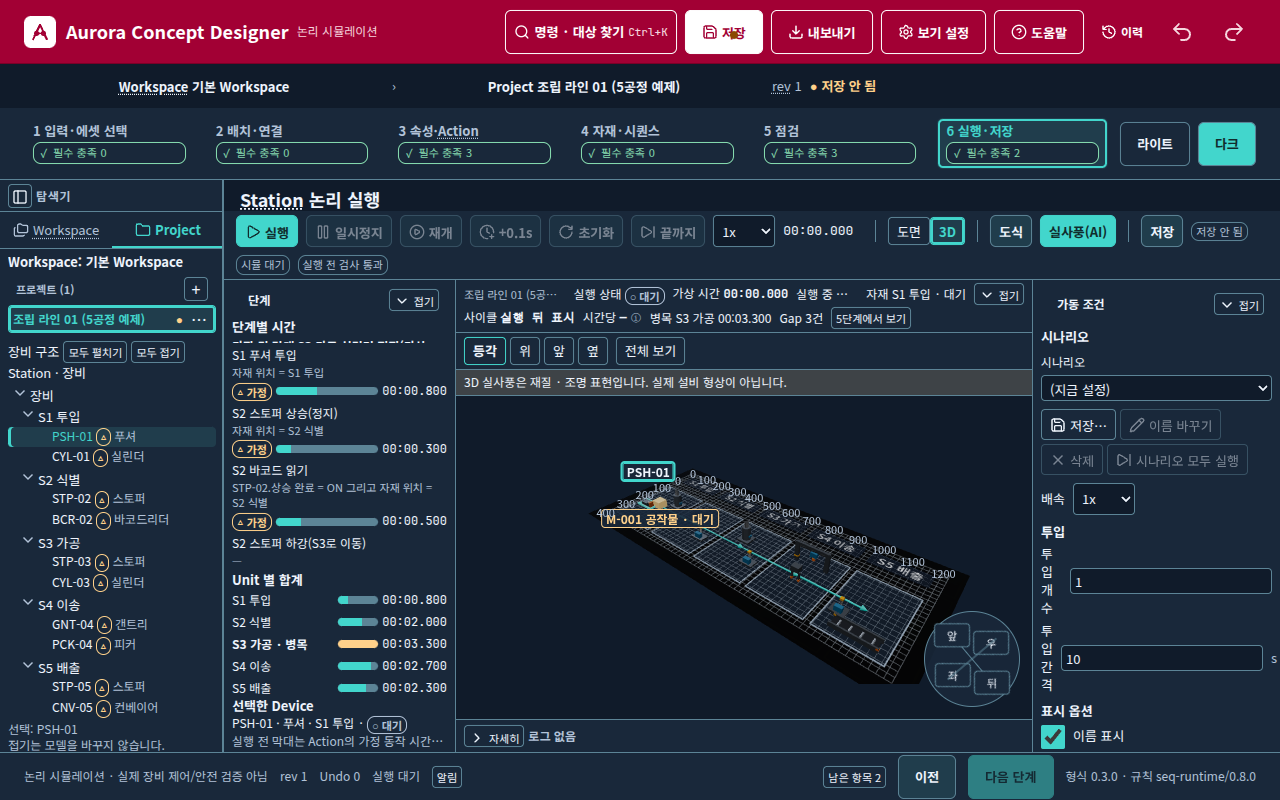 Aurora Concept Designer 논리 시뮬레이션
명령 · 대상 찾기 Ctrl+K
저장
내보내기
보기 설정
도움말
이력
Workspace 기본 Workspace
›
Project 조립 라인 01 (5공정 예제)
rev 1 ● 저장 안 됨
1 입력·에셋 선택
✓ 필수 충족 0
2 배치·연결
✓ 필수 충족 0
3 속성·Action
✓ 필수 충족 3
4 자재·시퀀스
✓ 필수 충족 0
5 점검
✓ 필수 충족 3
6 실행·저장
✓ 필수 충족 2
라이트
다크
탐색기
Workspace
Project
Workspace: 기본 Workspace
프로젝트 (1)
+
조립 라인 01 (5공정 예제) ● ⋯
장비 구조 모두 펼치기 모두 접기
Station · 장비
장비
S1 투입
PSH-01 푸셔
CYL-01 실린더
S2 식별
STP-02 스토퍼
BCR-02 바코드리더
S3 가공
STP-03 스토퍼
CYL-03 실린더
S4 이송
GNT-04 갠트리
PCK-04 피커
S5 배출
STP-05 스토퍼
CNV-05 컨베이어
선택: PSH-01
접기는 모델을 바꾸지 않습니다.
Station 논리 실행
실행
일시정지
재개
+0.1s
초기화
끝까지
1x
00:00.000
도면
3D
도식
실사풍(AI)
저장
저장 안 됨
시뮬 대기
실행 전 검사 통과
단계
접기
단계별 시간
S1 푸셔 투입
자재 위치 = S1 투입
가정 00:00.800
S2 스토퍼 상승(정지)
자재 위치 = S2 식별
가정 00:00.300
S2 바코드 읽기
STP-02.상승 완료 = ON 그리고 자재 위치 =
S2 식별
가정 00:00.500
S2 스토퍼 하강(S3로 이동)
—
Unit 별 합계
S1 투입 00:00.800
S2 식별 00:02.000
S3 가공 · 병목 00:03.300
S4 이송 00:02.700
S5 배출 00:02.300
선택한 Device
PSH-01 · 푸셔 · S1 투입 · ○ 대기
실행 전 막대는 Action의 가정 동작 시간⋯
조립 라인 01 (5공⋯
실행 상태 ○ 대기
가상 시간 00:00.000
실행 중 ⋯
자재 S1 투입 · 대기
접기
사이클 실행 뒤 표시
시간당 – ⓘ
병목 S3 가공 00:03.300
Gap 3건
5단계에서 보기
등각
위
앞
옆
전체 보기
3D 실사풍은 재질 · 조명 표현입니다. 실제 설비 형상이 아닙니다.
PSH-01
M-001 공작물 · 대기
0
100
200
300
400
0
100
200
300
400
500
600
700
800
900
1000
1100
1200
S4 이송
S5 배출
앞
우
좌
뒤
자세히
로그 없음
가동 조건
접기
시나리오
시나리오
(지금 설정)
저장⋯
이름 바꾸기
삭제
시나리오 모두 실행
배속 1x
투입
투입 개수 1
투입 간격 10 s
표시 옵션
이름 표시
논리 시뮬레이션 · 실제 장비 제어/안전 검증 아님
rev 1
Undo 0
실행 대기
알림
남은 항목 2
이전
다음 단계
형식 0.3.0 · 규칙 seq-runtime/0.8.0